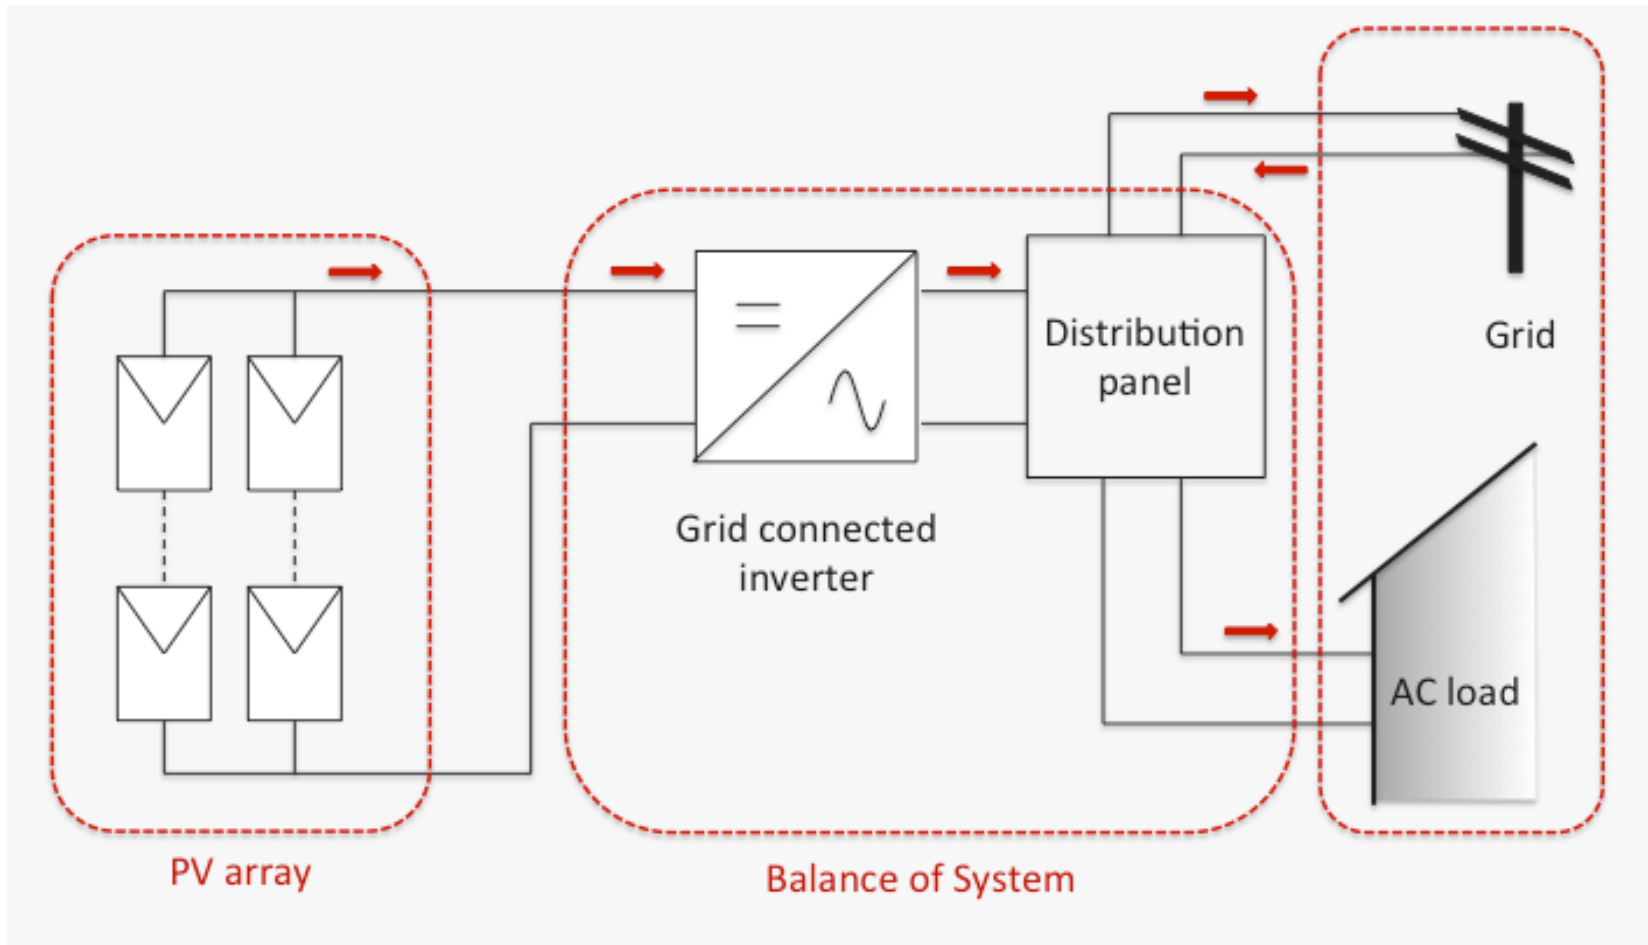 Grid
Distribution
panel
Grid connected
inverter
AC load
PV array
Balance of System